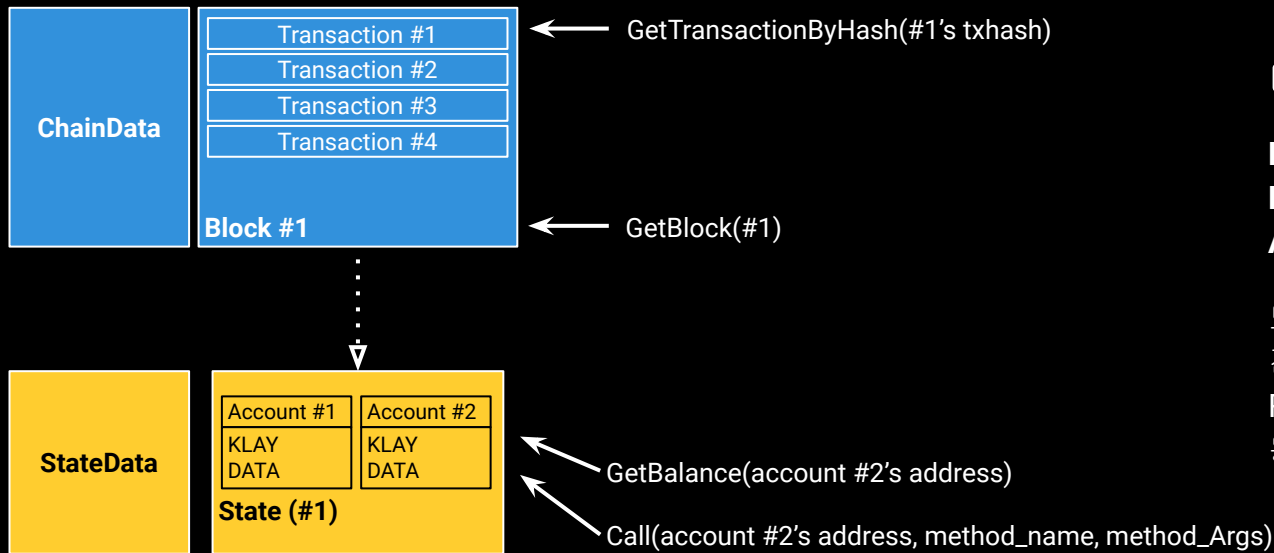 Transaction #1
GetTransactionByHash(#1’s txhash)
Transaction #2
Transaction #3
ChainData
Transaction #4
Block #1
GetBlock(#1)
Account #1
Account #2
KLAY
DATA
KLAY
DATA
StateData
GetBalance(account #2’s address)
State (#1)
Call(account #2’s address, method_name, method_Args)